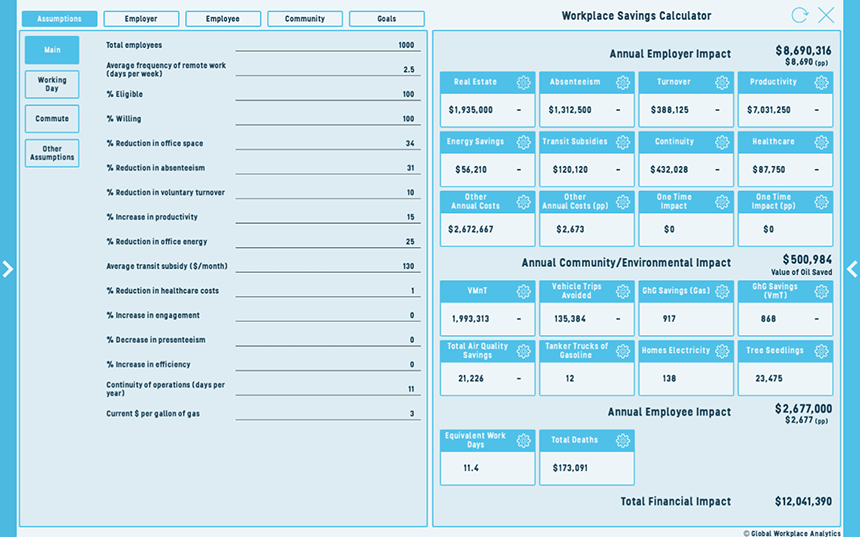 Assumptions
Employer
Employee
Community
Goals
Main
Working
Day
Commute
Other
Assumptions
Total employees 1000
Average frequency of remote work
(days per week) 2.5
% Eligible 100
% Willing 100
% Reduction in office space 34
% Reduction in absenteeism 31
% Reduction in voluntary turnover 10
% Increase in productivity 15
% Reduction in office energy 25
Average transit subsidy ($/month) 130
% Reduction in healthcare costs 1
% Increase in engagement 0
% Decrease in presenteeism 0
% Increase in efficiency 0
Continuity of operations (days per
year) 11
Current $ per gallon of gas 3
Workplace Savings Calculator
Annual Employer Impact $8,690,316
$8,690 (pp)
Real Estate
$1,935,000 -
Absenteeism
$1,312,500 -
Turnover
$388,125 -
Productivity
$7,031,250 -
Energy Savings
$56,210 -
Transit Subsidies
$120,120 -
Continuity
$432,028 -
Healthcare
$87,750 -
Other
Annual Costs
$2,672,667
Other
Annual Costs (pp)
$2,673
One Time
Impact
$0
One Time
Impact (pp)
$0
Annual Community/Environmental Impact $500,984
Value of Oil Saved
VMnT
1,993,313 -
Vehicle Trips
Avoided
135,384 -
GhG Savings (Gas)
917
GhG Savings
(VmT)
868 -
Total Air Quality
Savings
21,226 -
Tanker Trucks of
Gasoline
12
Homes Electricity
138
Tree Seedlings
23,475
Annual Employee Impact $2,677,000
$2,677 (pp)
Equivalent Work
Days
11.4
Total Deaths
$173,091
Total Financial Impact $12,041,390
© Global Workplace Analytics